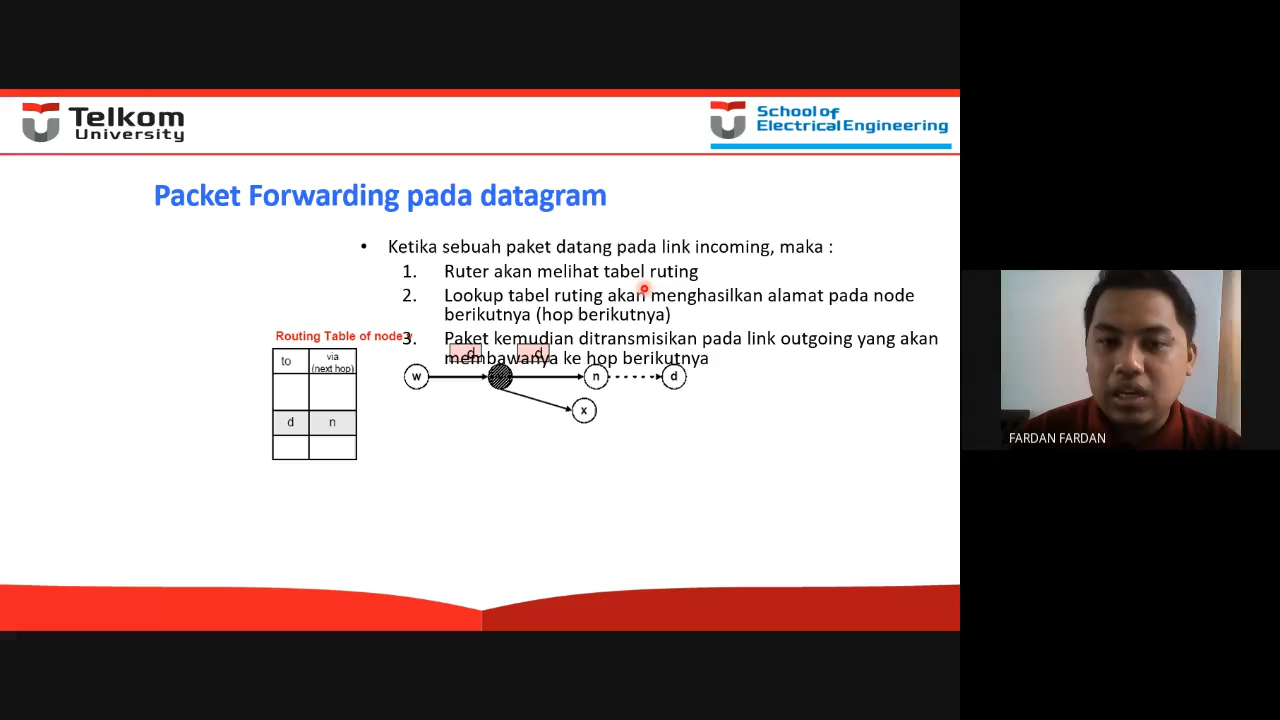 Telkom
University
School of
Electrical Engineering
Packet Forwarding pada datagram
• Ketika sebuah paket datang pada link incoming, maka :
1. Ruter akan melihat tabel ruting
2. Lookup tabel ruting akan menghasilkan alamat pada node
berikutnya (hop berikutnya)
3. Paket kemudian ditransmisikan pada link outgoing yang akan
membawanya ke hop berikutnya
Routing Table of node
to via
(next hop)
d n
d d
w n d
x
FARDAN FARDAN